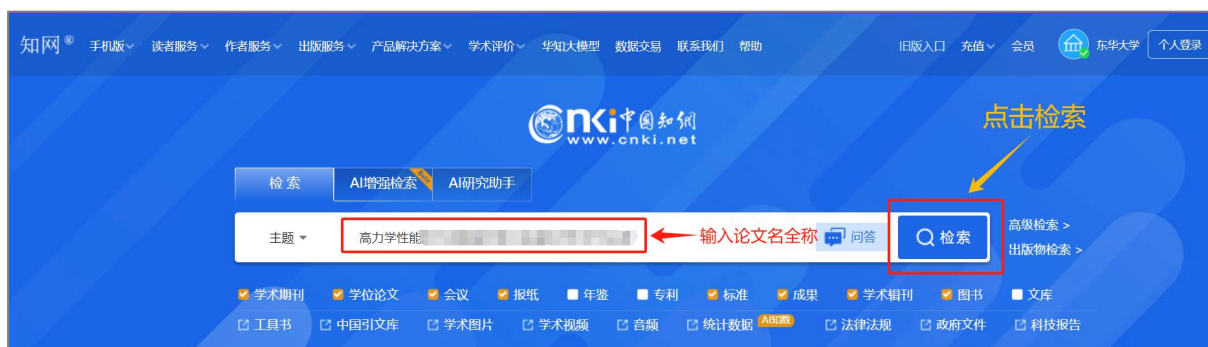 知网® 手机版 读者服务 作者服务 出版服务 产品解决方案 学术评价 华知大模型 数据交易 联系我们 帮助 旧版入口 充值 会员 东华大学 个人登录
cnki中国知网
www.cnki.net
点击检索
检索 AI增强检索 Beta AI研究助手
主题 高力学性能 输入论文名全称 问答 检索
高级检索 >
出版物检索 >
学术期刊 学位论文 会议 报纸 年鉴 专利 标准 成果 学术辑刊 图书 文库
工具书 中国引文库 学术图片 学术视频 音频 统计数据 法律法规 政府文件 科技报告